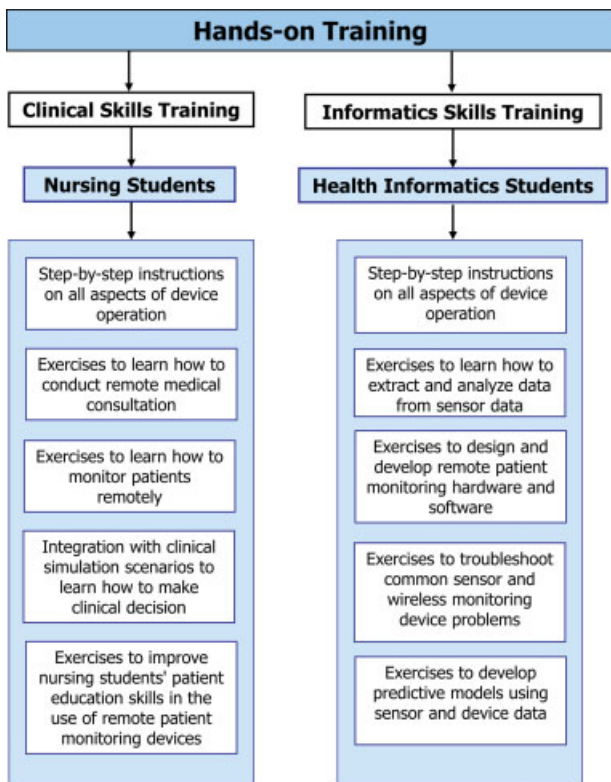 Hands-on Training
Clinical Skills Training
Informatics Skills Training
Nursing Students
Health Informatics Students
Step-by-step instructions
on all aspects of device
operation
Exercises to learn how to
conduct remote medical
consultation
Exercises to learn how to
monitor patients
remotely
Integration with clinical
simulation scenarios to
learn how to make
clinical decision
Exercises to improve
nursing students' patient
education skills in the
use of remote patient
monitoring devices
Step-by-step instructions
on all aspects of device
operation
Exercises to learn how to
extract and analyze data
from sensor data
Exercises to design and
develop remote patient
monitoring hardware and
software
Exercises to troubleshoot
common sensor and
wireless monitoring
device problems
Exercises to develop
predictive models using
sensor and device data